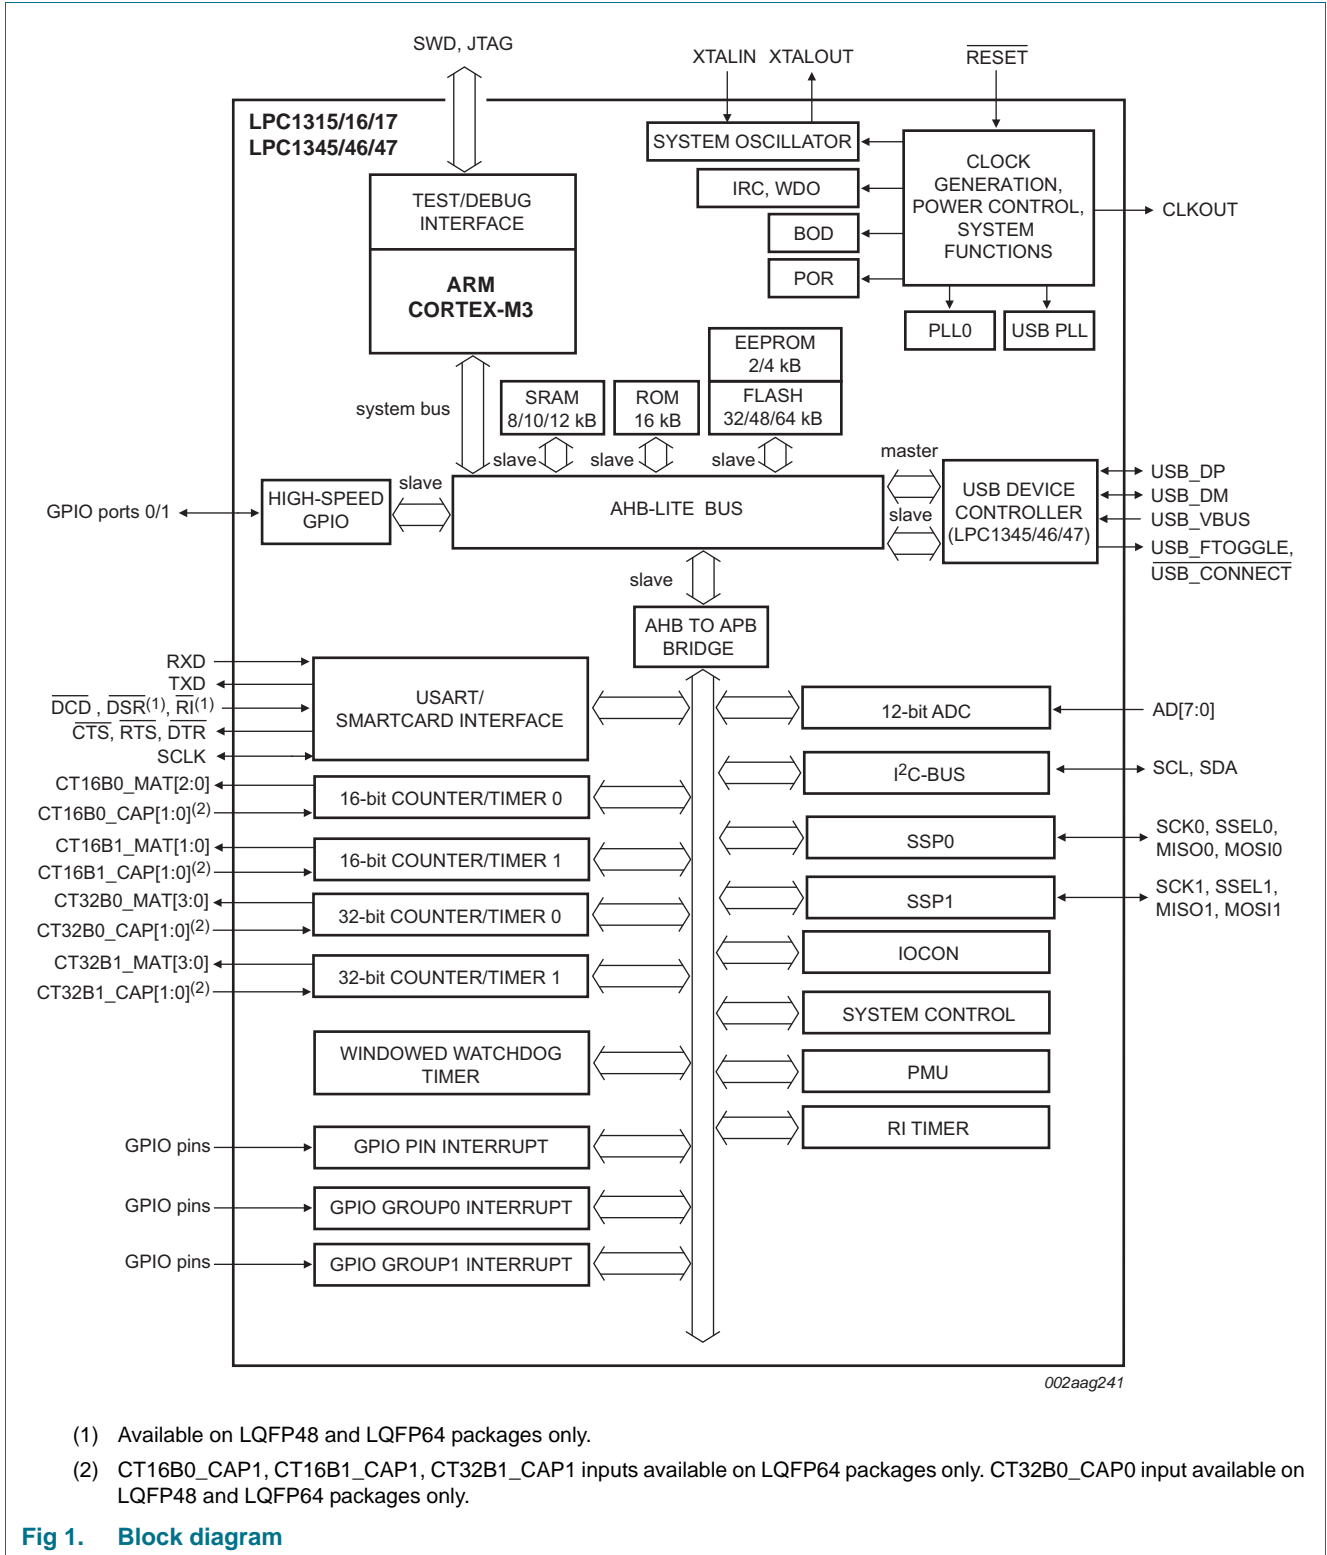 SWD, JTAG
XTALIN XTALOUT
RESET
LPC1315/16/17
LPC1345/46/47
SYSTEM OSCILLATOR
IRC, WDO
BOD
POR
CLOCK
GENERATION,
POWER CONTROL,
SYSTEM
FUNCTIONS
CLKOUT
PLL0
USB PLL
TEST/DEBUG
INTERFACE
ARM
CORTEX-M3
system bus
SRAM
8/10/12 kB
ROM
16 kB
EEPROM
2/4 kB
FLASH
32/48/64 kB
slave
slave
slave
master
slave
slave
GPIO ports 0/1
HIGH-SPEED
GPIO
AHB-LITE BUS
USB DEVICE
CONTROLLER
(LPC1345/46/47)
USB_DP
USB_DM
USB_VBUS
USB_FTOGGLE,
USB_CONNECT
slave
AHB TO APB
BRIDGE
RXD
TXD
DCD , DSR(1), RI(1)
CTS, RTS, DTR
SCLK
USART/
SMARTCARD INTERFACE
CT16B0_MAT[2:0]
CT16B0_CAP[1:0](2)
16-bit COUNTER/TIMER 0
CT16B1_MAT[1:0]
CT16B1_CAP[1:0](2)
16-bit COUNTER/TIMER 1
CT32B0_MAT[3:0]
CT32B0_CAP[1:0](2)
32-bit COUNTER/TIMER 0
CT32B1_MAT[3:0]
CT32B1_CAP[1:0](2)
32-bit COUNTER/TIMER 1
WINDOWED WATCHDOG
TIMER
GPIO pins
GPIO PIN INTERRUPT
GPIO pins
GPIO GROUP0 INTERRUPT
GPIO pins
GPIO GROUP1 INTERRUPT
12-bit ADC
AD[7:0]
I2C-BUS
SCL, SDA
SSP0
SCK0, SSEL0,
MISO0, MOSI0
SSP1
SCK1, SSEL1,
MISO1, MOSI1
IOCON
SYSTEM CONTROL
PMU
RI TIMER
002aag241
(1) Available on LQFP48 and LQFP64 packages only.
(2) CT16B0_CAP1, CT16B1_CAP1, CT32B1_CAP1 inputs available on LQFP64 packages only. CT32B0_CAP0 input available on
LQFP48 and LQFP64 packages only.
Fig 1. Block diagram